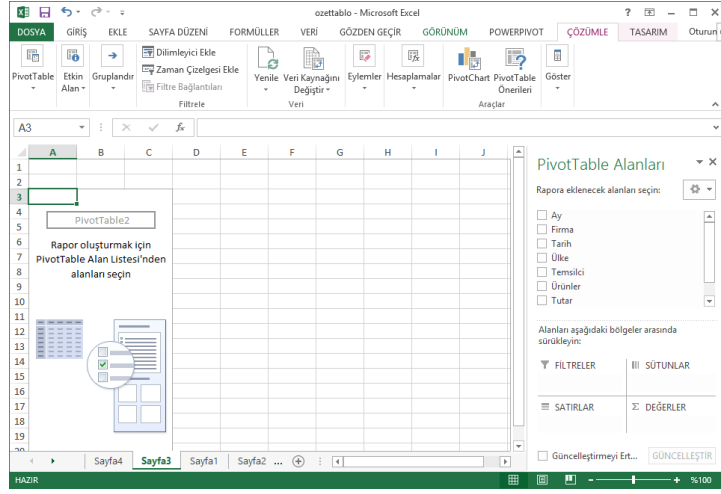 ozettablo - Microsoft Excel
DOSYA GİRİŞ EKLE SAYFA DÜZENİ FORMÜLLER VERİ GÖZDEN GEÇİR GÖRÜNÜM POWERPIVOT ÇÖZÜMLE TASARIM Oturun
PivotTable
Etkin Alan
Gruplandır
Dilimleyici Ekle
Zaman Çizelgesi Ekle
Filtre Bağlantıları
Filtrele
Yenile
Veri Kaynağını Değiştir
Veri
Eylemler
Hesaplamalar
PivotChart
PivotTable Önerileri
Araçlar
Göster
A3
fx
A B C D E F G H I J
1
2
3
4
5
6
7
8
9
10
11
12
13
14
15
16
17
18
19
20
PivotTable2
Rapor oluşturmak için
PivotTable Alan Listesi'nden
alanları seçin
PivotTable Alanları
Rapora eklenecek alanları seçin:
Ay
Firma
Tarih
Ülke
Temsilci
Ürünler
Tutar
Alanları aşağıdaki bölgeler arasında
sürükleyin:
FİLTRELER
SÜTUNLAR
SATIRLAR
Σ DEĞERLER
Güncelleştirmeyi Ert...
GÜNCELLEŞTİR
Sayfa4 Sayfa3 Sayfa1 Sayfa2 ...
HAZIR
%100